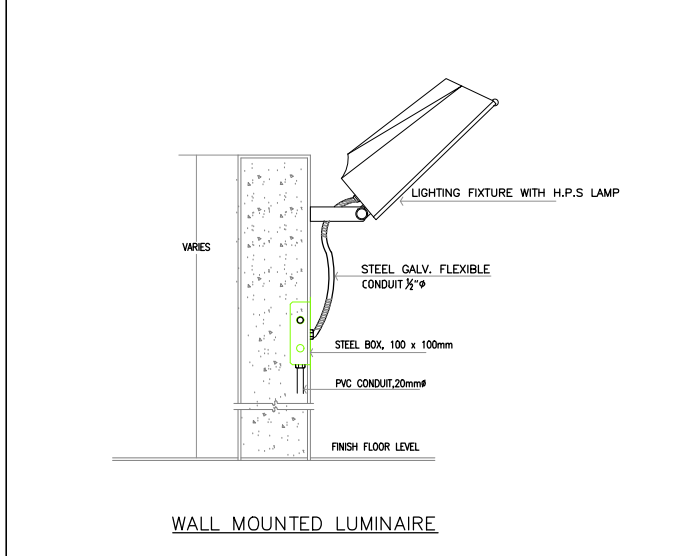 LIGHTING FIXTURE WITH H.P.S LAMP
VARIES
STEEL GALV. FLEXIBLE
CONDUIT ½"ø
STEEL BOX, 100 x 100mm
PVC CONDUIT,20mmø
FINISH FLOOR LEVEL
WALL MOUNTED LUMINAIRE